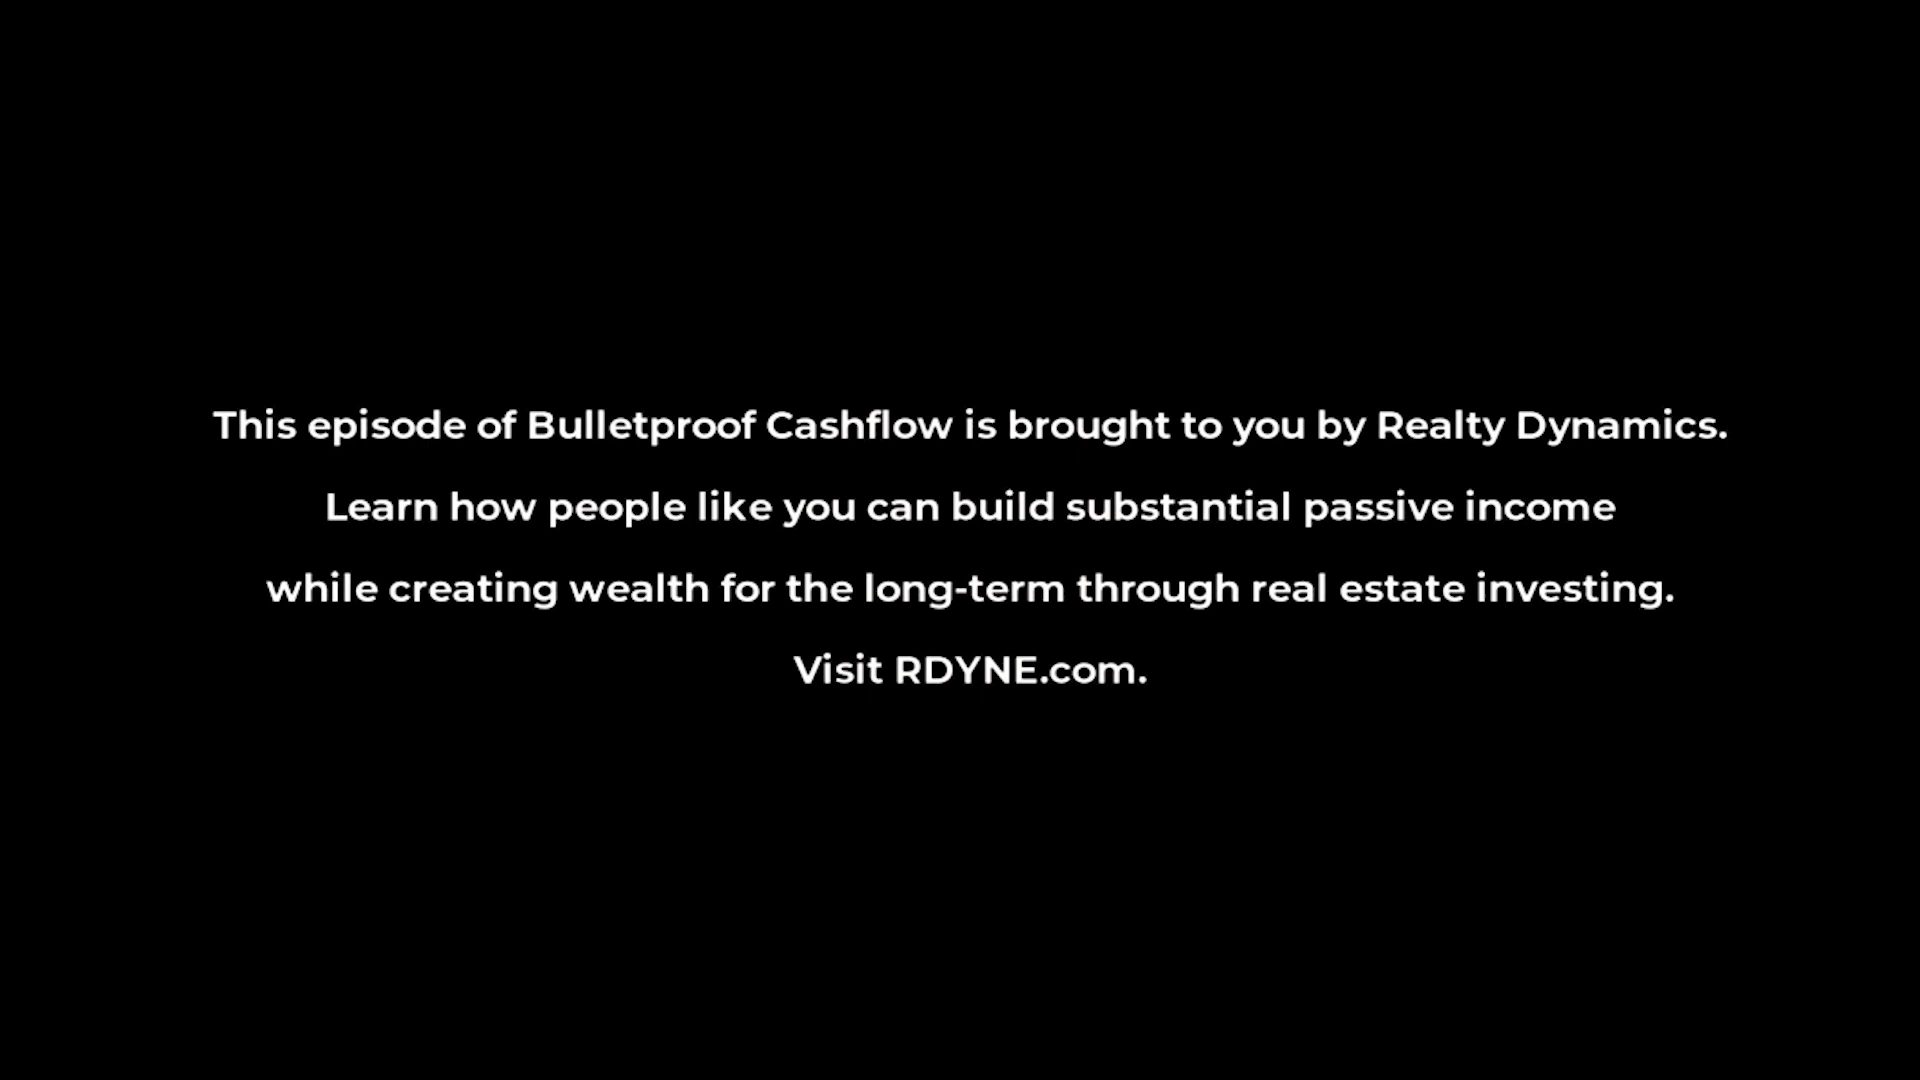 This episode of Bulletproof Cashflow is brought to you by Realty Dynamics.
Learn how people like you can build substantial passive income
while creating wealth for the long-term through real estate investing.
Visit RDYNE.com.